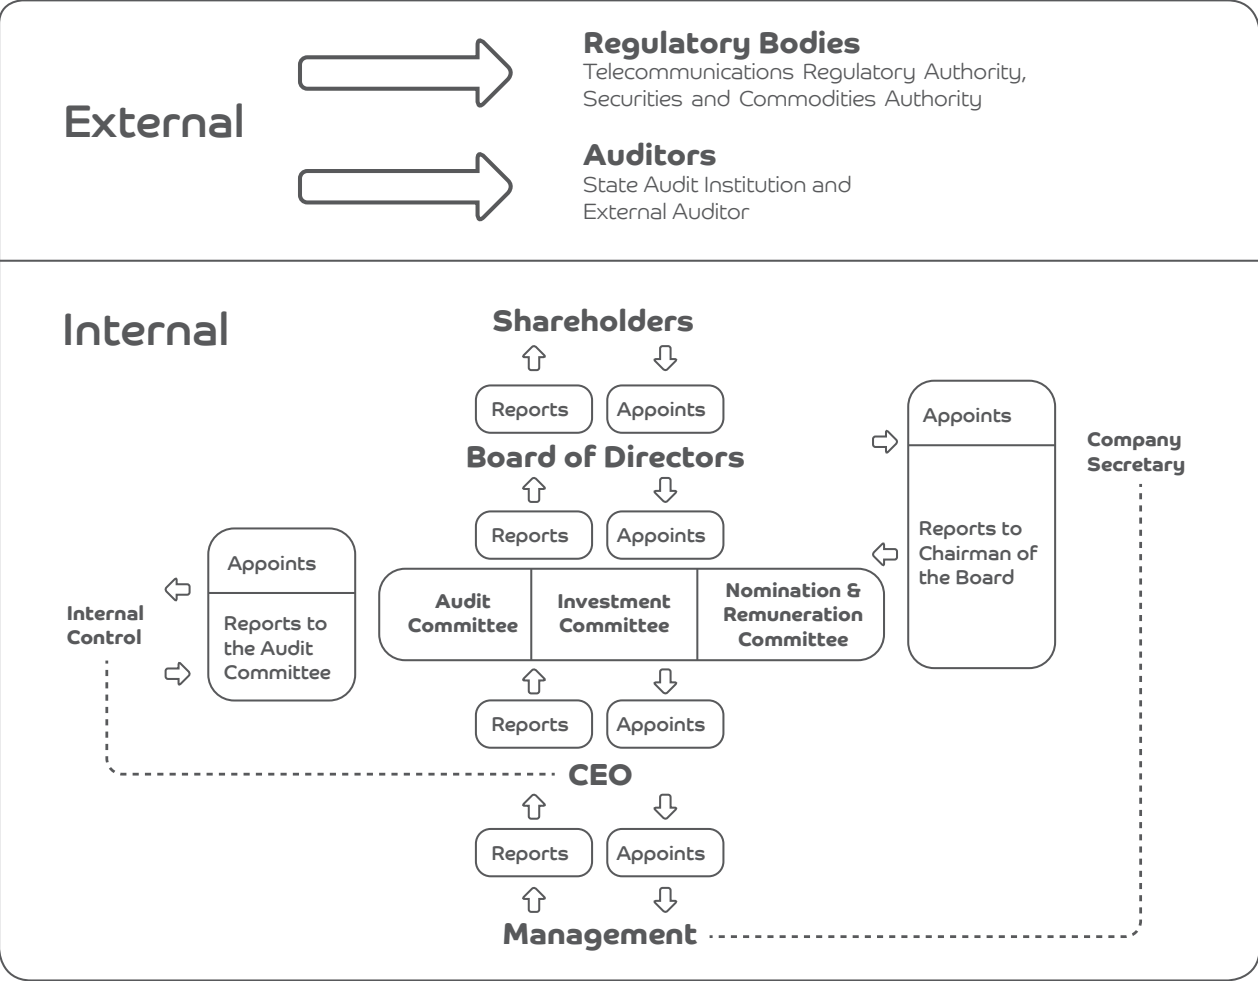 External
Regulatory Bodies
Telecommunications Regulatory Authority,
Securities and Commodities Authority
Auditors
State Audit Institution and
External Auditor
Internal
Shareholders
Reports
Appoints
Board of Directors
Reports
Appoints
Appoints
Reports to
Chairman of
the Board
Company
Secretary
Appoints
Reports to
the Audit
Committee
Internal
Control
Audit
Committee
Investment
Committee
Nomination &
Remuneration
Committee
Reports
Appoints
CEO
Reports
Appoints
Management